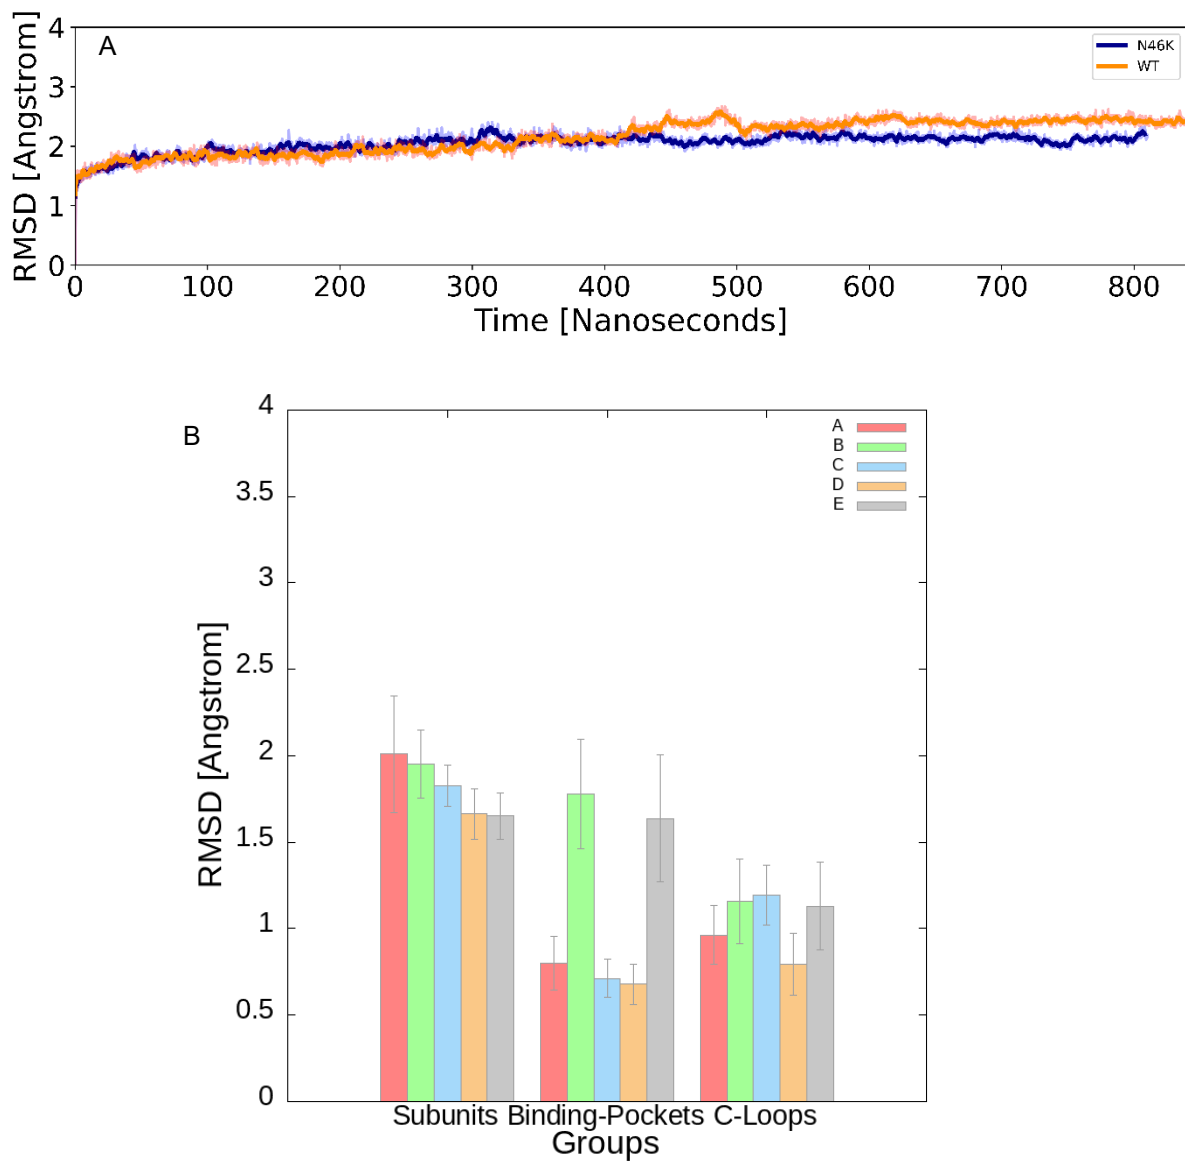 A
N46K
WT
4
3
2
1
0
RMSD [Angstrom]
0 100 200 300 400 500 600 700 800
Time [Nanoseconds]
B
A
B
C
D
E
4
3.5
3
2.5
2
1.5
1
0.5
0
RMSD [Angstrom]
Subunits Binding-Pockets C-Loops
Groups